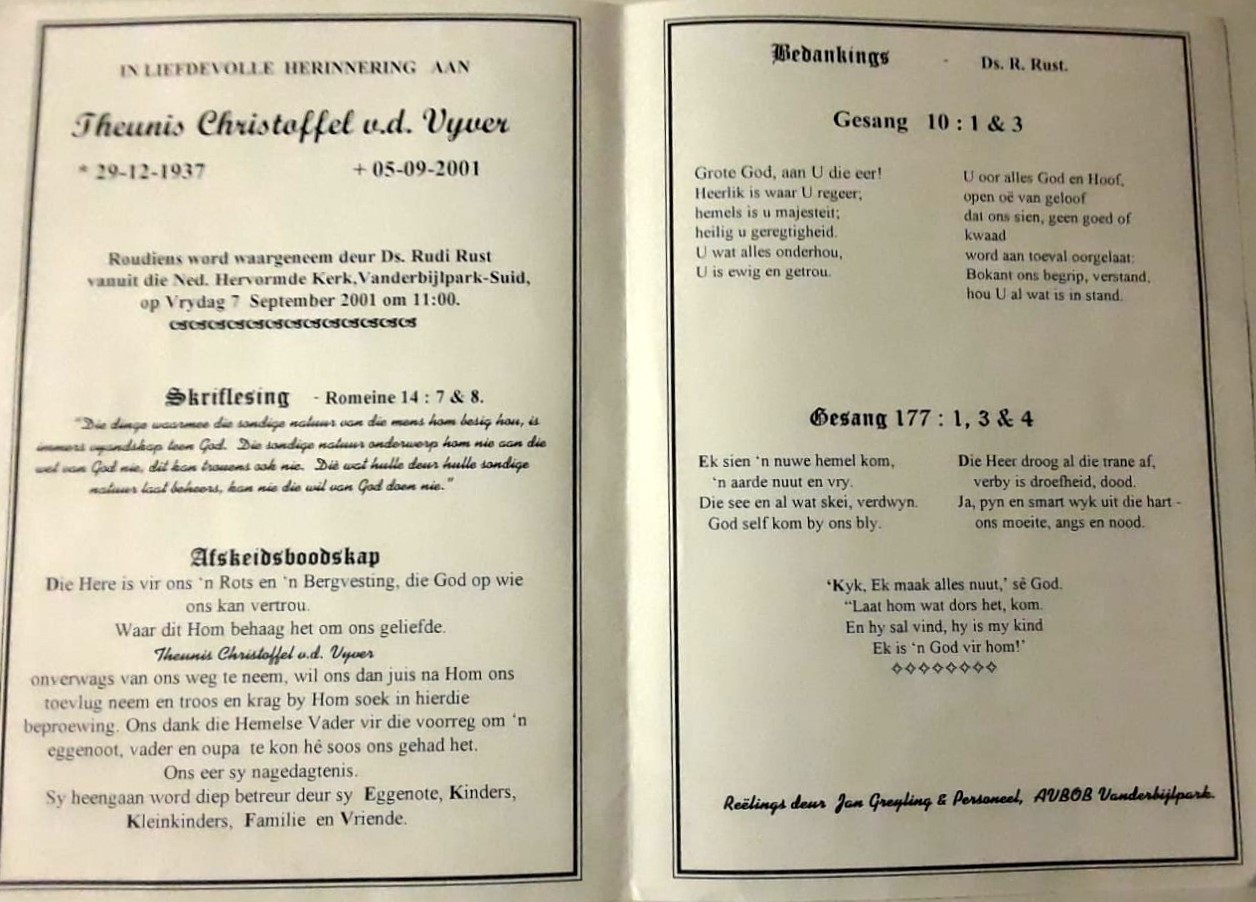 IN LIEFDEVOLLE HERINNERING AAN
Theunis Christoffel v.d. Vyver
* 29-12-1937 + 05-09-2001
Roudiens word waargeneem deur Ds. Rudi Rust
vanuit die Ned. Hervormde Kerk,Vanderbijlpark-Suid,
op Vrydag 7 September 2001 om 11:00.
Skriflesing - Romeine 14 : 7 & 8.
"Die dinge waarmee die sondige natuur van die mens hom besig hou, is
immers vyandskap teen God. Die sondige natuur onderwerp hom nie aan die
wet van God nie, dit kan trouens ook nie. Dié wat hulle deur hulle sondige
natuur laat beheers, kan nie die wil van God doen nie."
Afskeidsboodskap
Die Here is vir ons 'n Rots en 'n Bergvesting, die God op wie
ons kan vertrou.
Waar dit Hom behaag het om ons geliefde.
Theunis Christoffel v.d. Vyver
onverwags van ons weg te neem, wil ons dan juis na Hom ons
toevlug neem en troos en krag by Hom soek in hierdie
beproewing. Ons dank die Hemelse Vader vir die voorreg om 'n
eggenoot, vader en oupa te kon hê soos ons gehad het.
Ons eer sy nagedagtenis.
Sy heengaan word diep betreur deur sy Eggenote, Kinders,
Kleinkinders, Familie en Vriende.
Bedankings - Ds. R. Rust.
Gesang 10 : 1 & 3
Grote God, aan U die eer!
Heerlik is waar U regeer;
hemels is u majesteit;
heilig u geregtigheid.
U wat alles onderhou,
U is ewig en getrou.
U oor alles God en Hoof,
open oë van geloof
dat ons sien, geen goed of
kwaad
word aan toeval oorgelaat:
Bokant ons begrip, verstand,
hou U al wat is in stand.
Gesang 177 : 1, 3 & 4
Ek sien 'n nuwe hemel kom,
'n aarde nuut en vry.
Die see en al wat skei, verdwyn.
God self kom by ons bly.
Die Heer droog al die trane af,
verby is droefheid, dood.
Ja, pyn en smart wyk uit die hart -
ons moeite, angs en nood.
'Kyk, Ek maak alles nuut,' sê God.
"Laat hom wat dors het, kom.
En hy sal vind, hy is my kind
Ek is 'n God vir hom!'
Reëlings deur Jan Greyling & Personeel, AVBOB Vanderbijlpark.